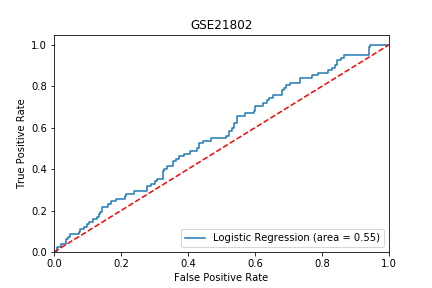 GSE21802
True Positive Rate
1.0
0.8
0.6
0.4
0.2
0.0
Logistic Regression (area = 0.55)
0.0 0.2 0.4 0.6 0.8 1.0
False Positive Rate